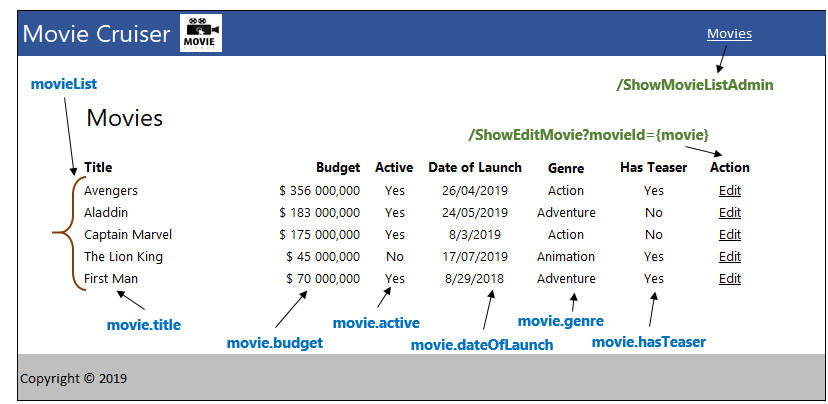 Movie Cruiser
MOVIE
Movies
movieList
/ShowMovieListAdmin
Movies
/ShowEditMovie?movieId={movie}
Title Budget Active Date of Launch Genre Has Teaser Action
Avengers $ 356 000,000 Yes 26/04/2019 Action Yes Edit
Aladdin $ 183 000,000 Yes 24/05/2019 Adventure No Edit
Captain Marvel $ 175 000,000 Yes 8/3/2019 Action No Edit
The Lion King $ 45 000,000 No 17/07/2019 Animation Yes Edit
First Man $ 70 000,000 Yes 8/29/2018 Adventure Yes Edit
movie.title
movie.budget
movie.active
movie.dateOfLaunch
movie.genre
movie.hasTeaser
Copyright © 2019